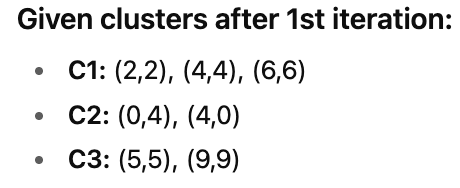 Given clusters after 1st iteration:
• C1: (2,2), (4,4), (6,6)
• C2: (0,4), (4,0)
• C3: (5,5), (9,9)